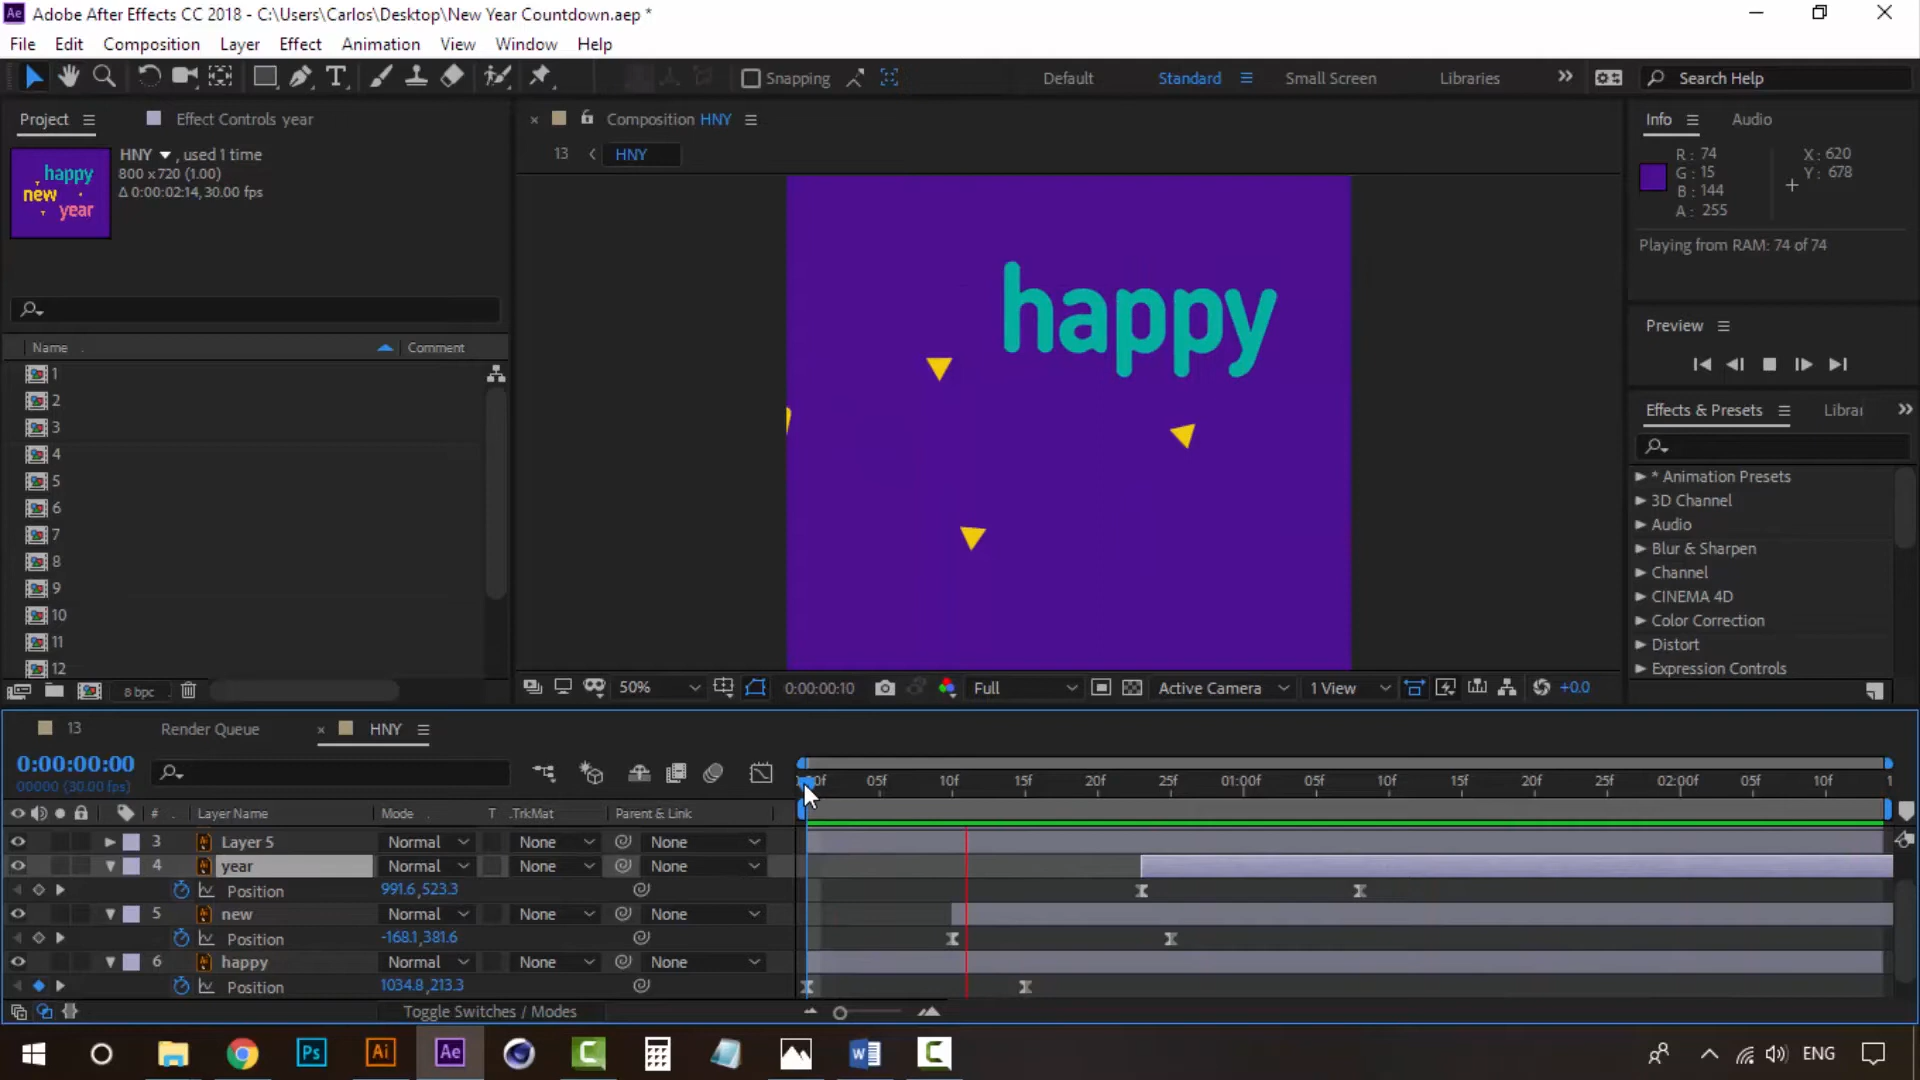 Adobe After Effects CC 2018 - C:\Users\Carlos\Desktop\New Year Countdown.aep *
File Edit Composition Layer Effect Animation View Window Help
Snapping Default Standard Small Screen Libraries Search Help
Project Effect Controls year
HNY , used 1 time
800 x 720 (1.00)
Δ 0:00:02:14, 30.00 fps
happy
new
year
Name Comment
1
2
3
4
5
6
7
8
9
10
11
12
8 bpc
Composition HNY
13 HNY
happy
50% 0:00:00:10 Full Active Camera 1 View +0.0
Info Audio
R : 74 X : 620
G : 15 Y : 678
B : 144
A : 255
Playing from RAM: 74 of 74
Preview
Effects & Presets Librar
* Animation Presets
3D Channel
Audio
Blur & Sharpen
Channel
CINEMA 4D
Color Correction
Distort
Expression Controls
13 Render Queue HNY
0:00:00:00
00000 (30.00 fps)
00f 05f 10f 15f 20f 25f 01:00f 05f 10f 15f 20f 25f 02:00f 05f 10f 1
# Layer Name Mode T .TrkMat Parent & Link
3 Layer 5 Normal None None
4 year Normal None None
Position 991.6,523.3
5 new Normal None None
Position -168.1,381.6
6 happy Normal None None
Position 1034.8,213.3
Toggle Switches / Modes
Ps Ai Ae ENG